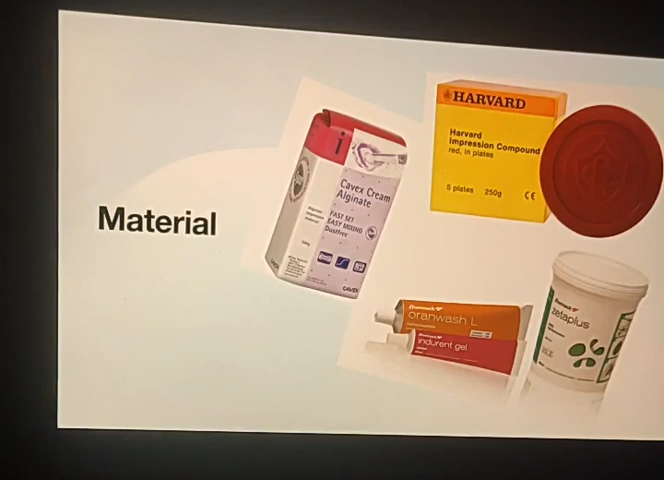 Material
i
Cavex Cream
Alginate
FAST SET
EASY MIXING
Dustfree
CAVEX
HARVARD
Harvard
Impression Compound
red, in plates
5 plates 250g CE
Zhermack
oranwash L
Zhermack
indurent gel
Zhermack
zetaplus